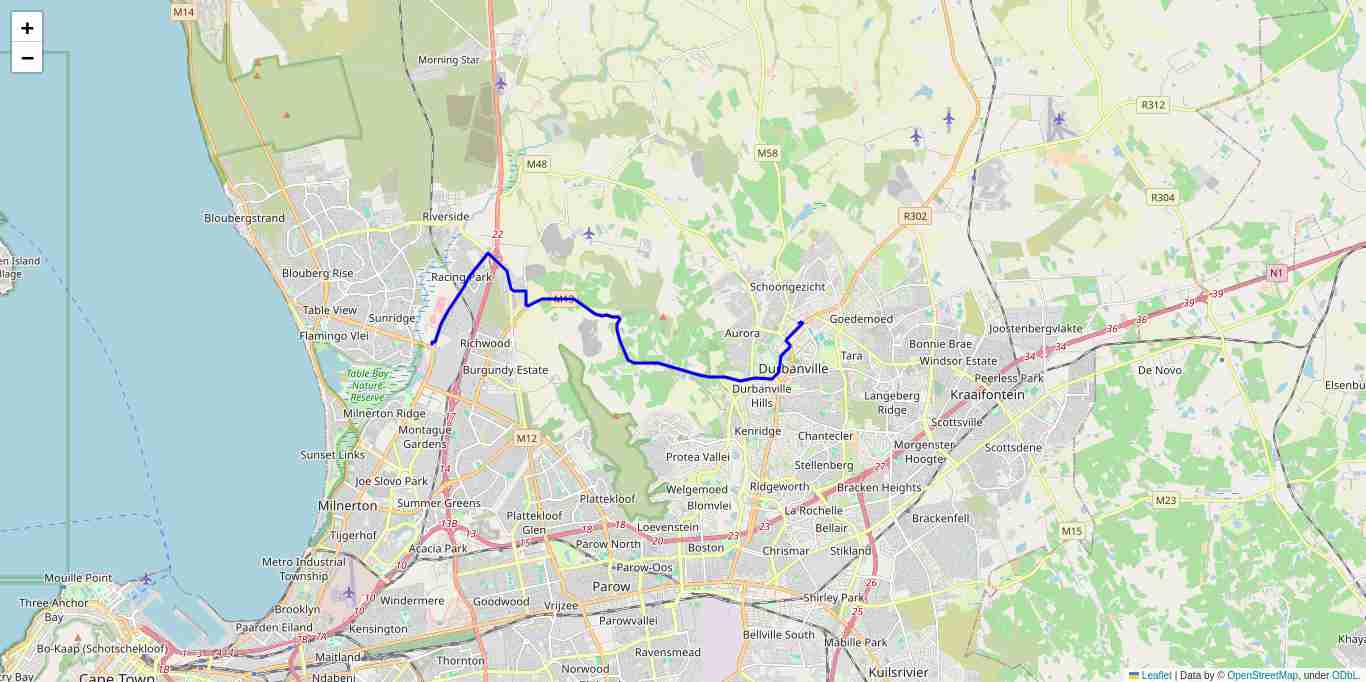 +
−
M14
Morning Star
R312
M48
M58
R304
Bloubergstrand
Riverside
R302
22
en Island
llage
Blouberg Rise
Racing Park
N1
Schoongezicht
M13
39
39
Table View
Sunridge
Goedemoed
Joostenbergvlakte
36
Flamingo Vlei
Richwood
Aurora
Bonnie Brae
34
34
Tara
Windsor Estate
Table Bay
Nature
Reserve
Burgundy Estate
Durbanville
Peerless Park
De Novo
Elsenbu
Durbanville
Hills
Langeberg
Ridge
Kraaifontein
Milnerton Ridge
Montague
Gardens
M12
Kenridge
Chantecler
Scottsville
Morgenster
Hoogte
Scottsdene
Sunset Links
14
Protea Vallei
Stellenberg
27
Joe Slovo Park
Welgemoed
Ridgeworth
Bracken Heights
Milnerton
Summer Greens
Plattekloof
Blomvlei
La Rochelle
M23
Plattekloof
Glen
Brackenfell
Tijgerhof
13B
13
18
18
Loevenstein
23
23
Bellair
M15
Acacia Park
15
Parow North
20
Boston
Chrismar
Stikland
Metro Industrial
Township
10
Parow-Oos
Mouille Point
Parow
26
Three Anchor
Bay
Brooklyn
10
Windermere
Goodwood
Vrijzee
Shirley Park
25
Paarden Eiland
7B
7A
Kensington
Parowvallei
Bellville South
Mabille Park
Khaya
Bo-Kaap (Schotschekloof)
1B
Maitland
Thornton
Ravensmead
Cape Town
Ndabeni
Norwood
Kuilsrivier
ry Bay
Leaflet | Data by © OpenStreetMap, under ODbL.